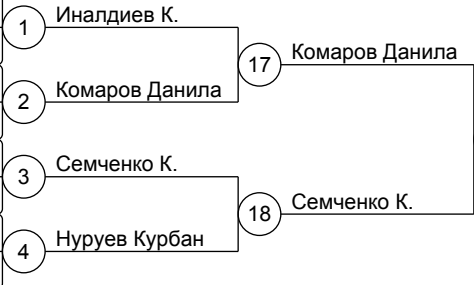 1 Иналдиев К.
17 Комаров Данила
2 Комаров Данила
3 Семченко К.
18 Семченко К.
4 Нуруев Курбан